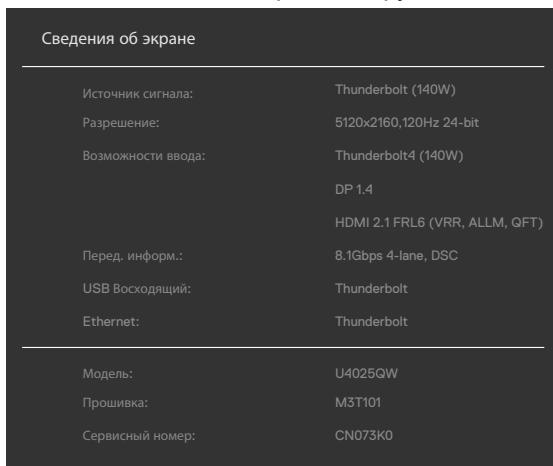 Сведения об экране
Источник сигнала: Thunderbolt (140W)
Разрешение: 5120x2160,120Hz 24-bit
Возможности ввода: Thunderbolt4 (140W)
DP 1.4
HDMI 2.1 FRL6 (VRR, ALLM, QFT)
Перед. информ.: 8.1Gbps 4-lane, DSC
USB Восходящий: Thunderbolt
Ethernet: Thunderbolt
Модель: U4025QW
Прошивка: M3T101
Сервисный номер: CN073K0